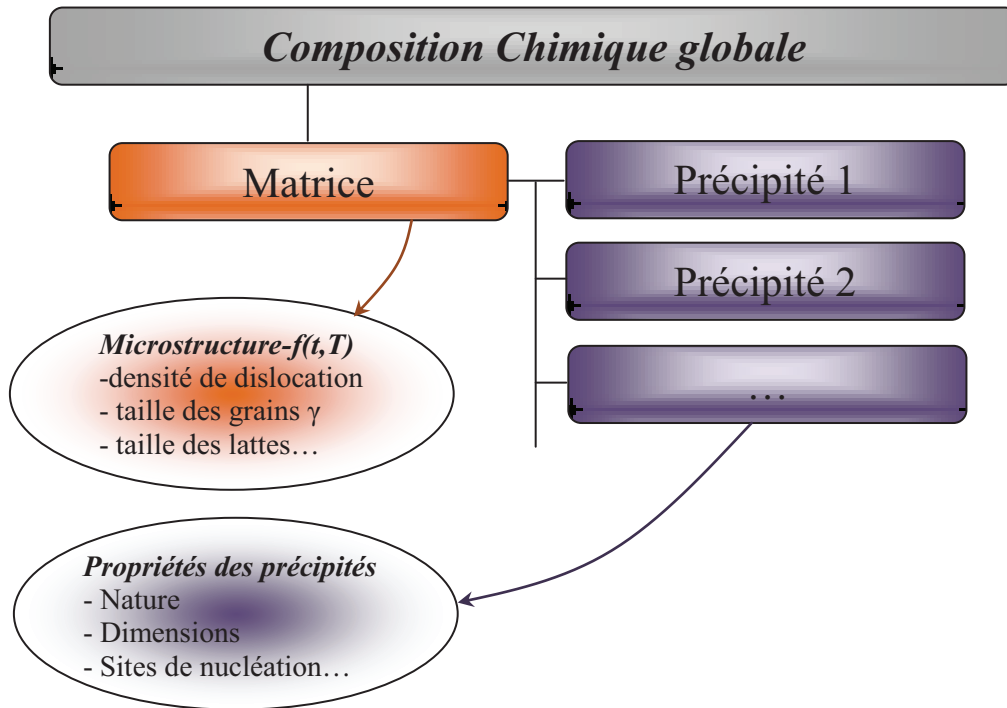 Composition Chimique globale
Matrice
Précipité 1
Précipité 2
…
Microstructure-f(t,T)
-densité de dislocation
- taille des grains γ
- taille des lattes…
Propriétés des précipités
- Nature
- Dimensions
- Sites de nucléation…